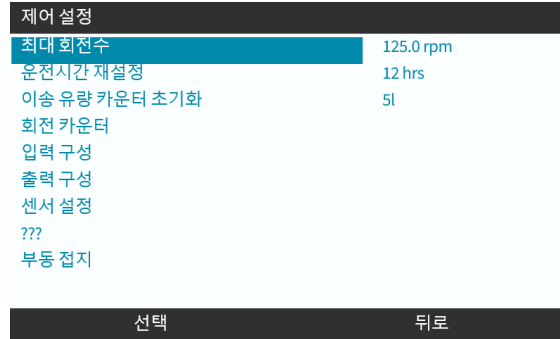 제어 설정
최대 회전수 125.0 rpm
운전시간 재설정 12 hrs
이송 유량 카운터 초기화 5l
회전 카운터
입력 구성
출력 구성
센서 설정
???
부동 접지
선택 뒤로